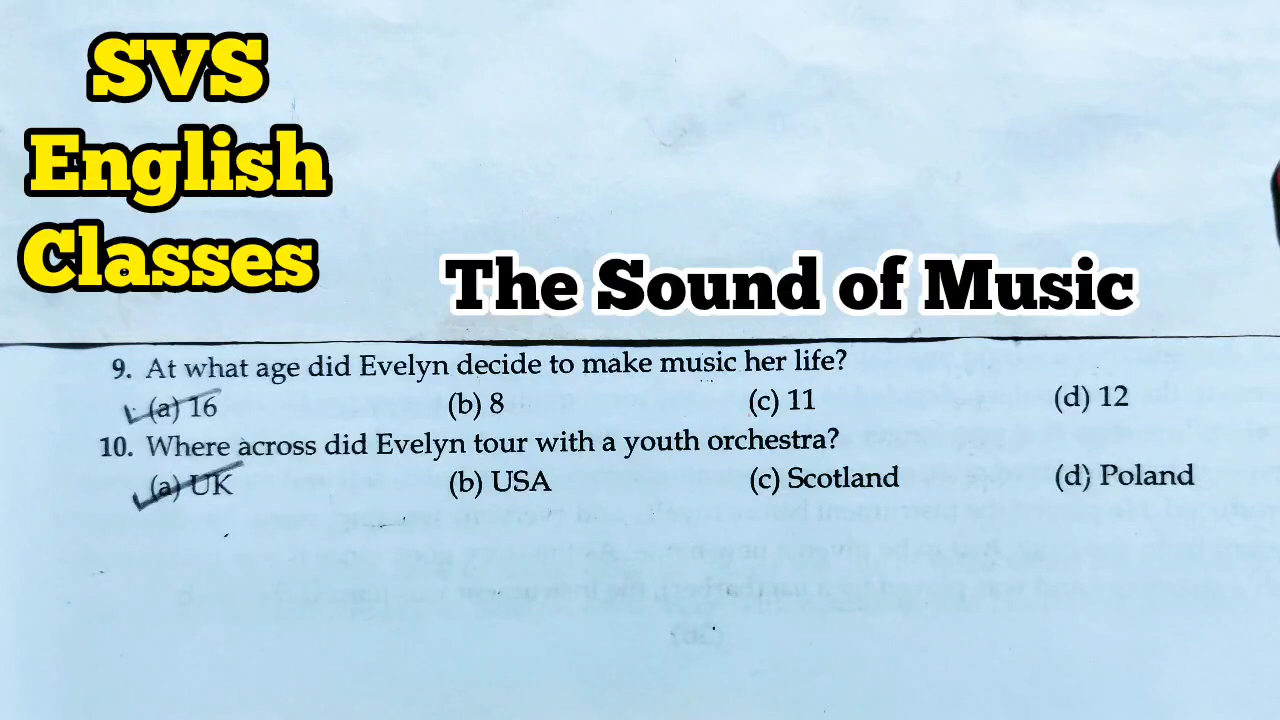 SVS
English
Classes
The Sound of Music
9. At what age did Evelyn decide to make music her life?
(a) 16 (b) 8 (c) 11 (d) 12
10. Where across did Evelyn tour with a youth orchestra?
(a) UK (b) USA (c) Scotland (d) Poland